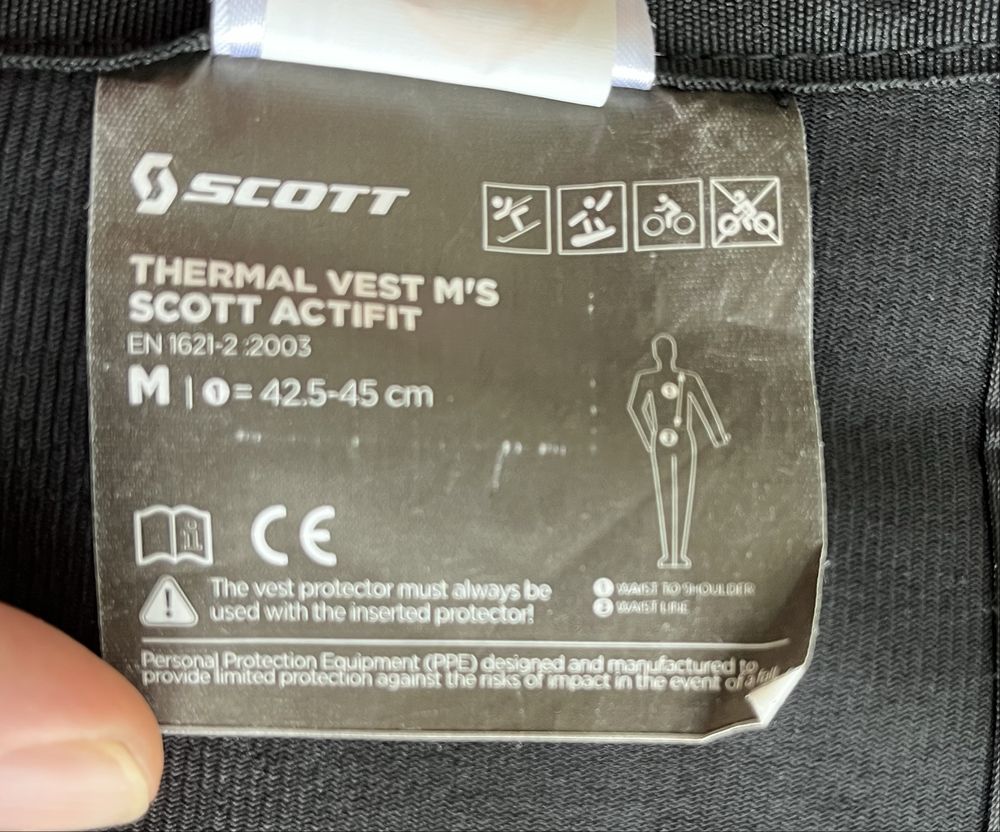 SCOTT
THERMAL VEST M'S
SCOTT ACTIFIT
EN 1621-2 :2003
M | 1 = 42.5-45 cm
1
2
i
CE
! The vest protector must always be
used with the inserted protector!
1 WAIST TO SHOULDER
2 WAIST LINE
Personal Protection Equipment (PPE) designed and manufactured to
provide limited protection against the risks of impact in the event of a fall.